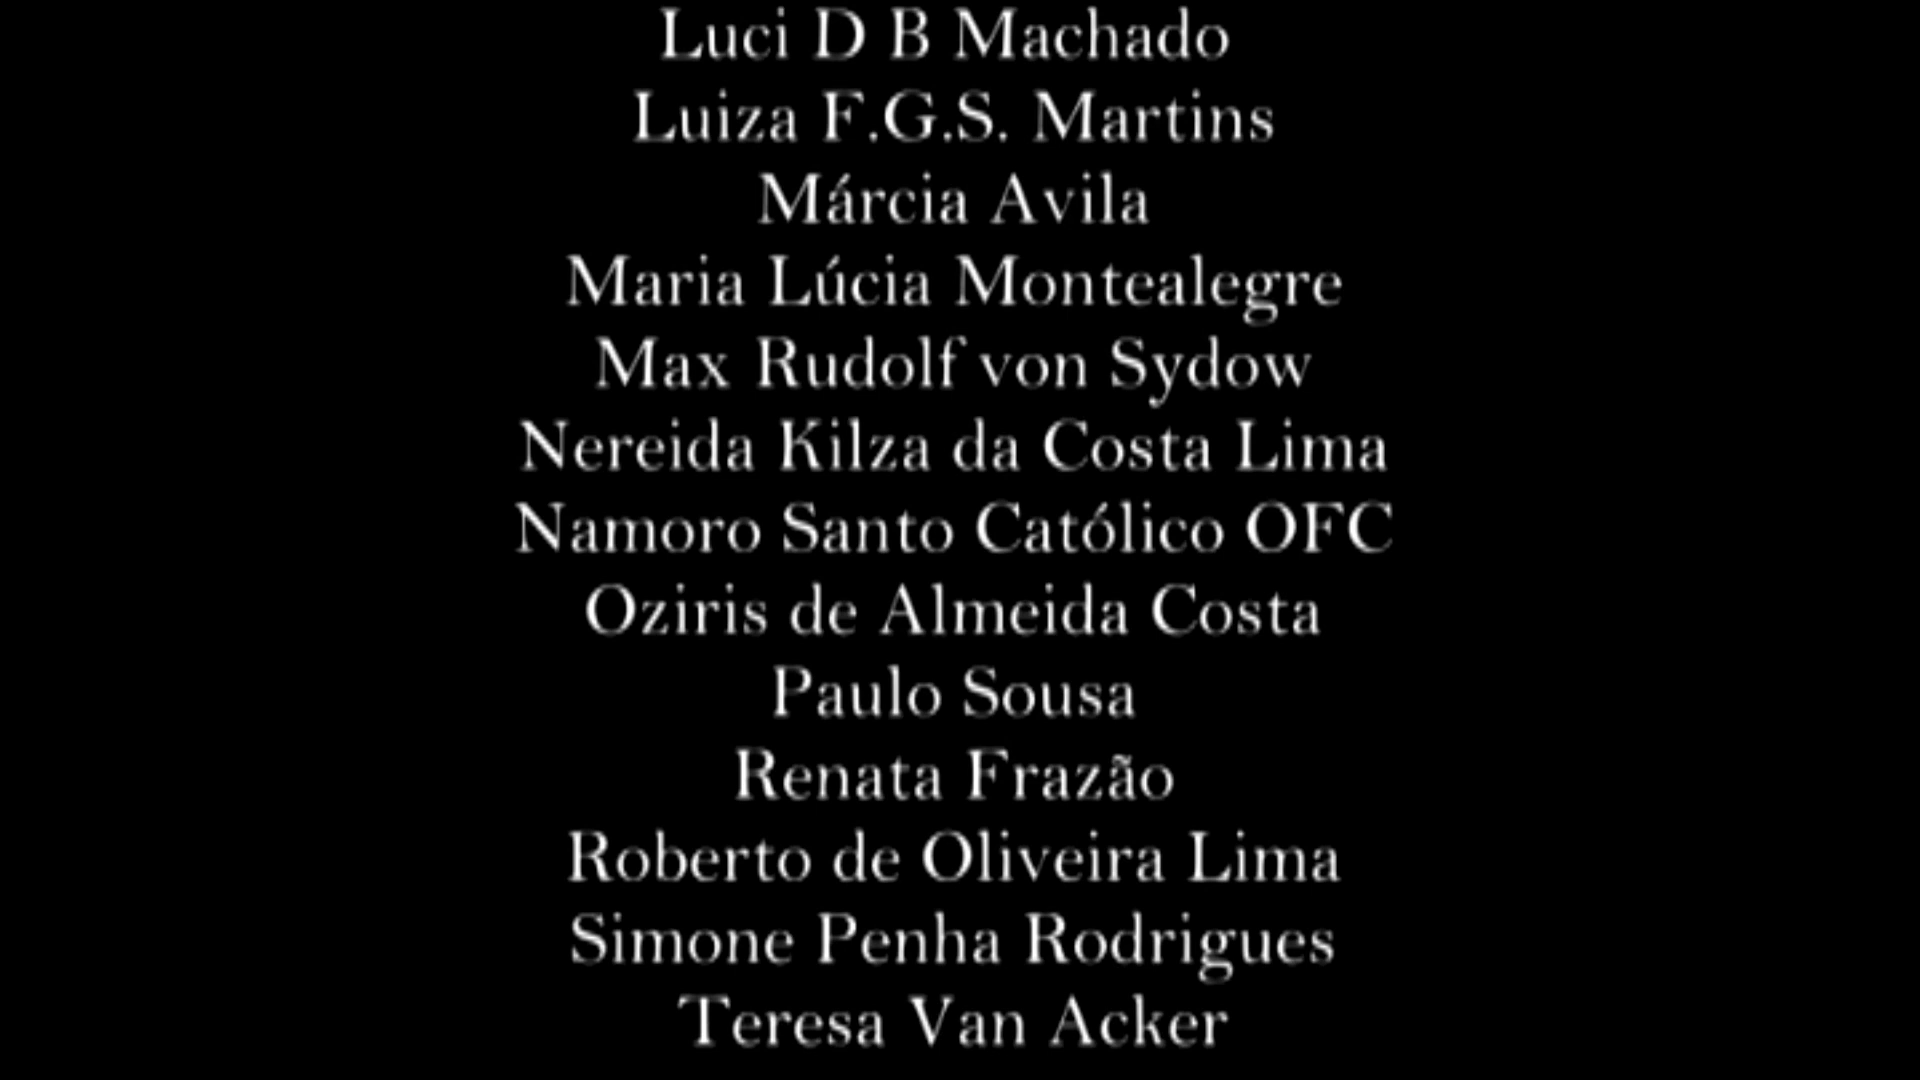 Luci D B Machado
Luiza F.G.S. Martins
Márcia Avila
Maria Lúcia Montealegre
Max Rudolf von Sydow
Nereida Kilza da Costa Lima
Namoro Santo Católico OFC
Oziris de Almeida Costa
Paulo Sousa
Renata Frazão
Roberto de Oliveira Lima
Simone Penha Rodrigues
Teresa Van Acker